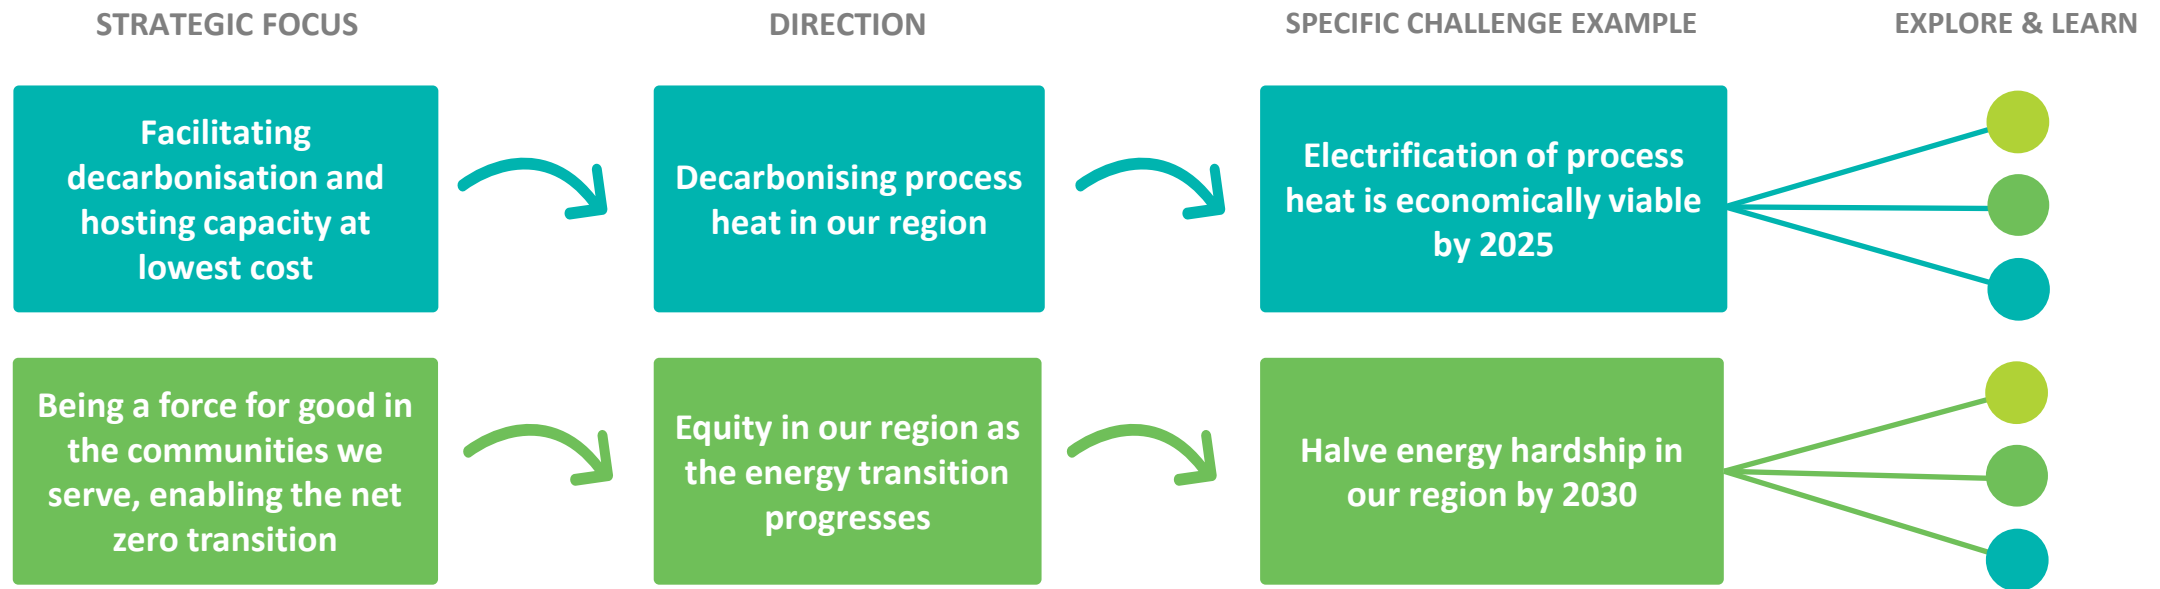 STRATEGIC FOCUS
DIRECTION
SPECIFIC CHALLENGE EXAMPLE
EXPLORE & LEARN
Facilitating
decarbonisation and
hosting capacity at
lowest cost
Decarbonising process
heat in our region
Electrification of process
heat is economically viable
by 2025
Being a force for good in
the communities we
serve, enabling the net
zero transition
Equity in our region as
the energy transition
progresses
Halve energy hardship in
our region by 2030